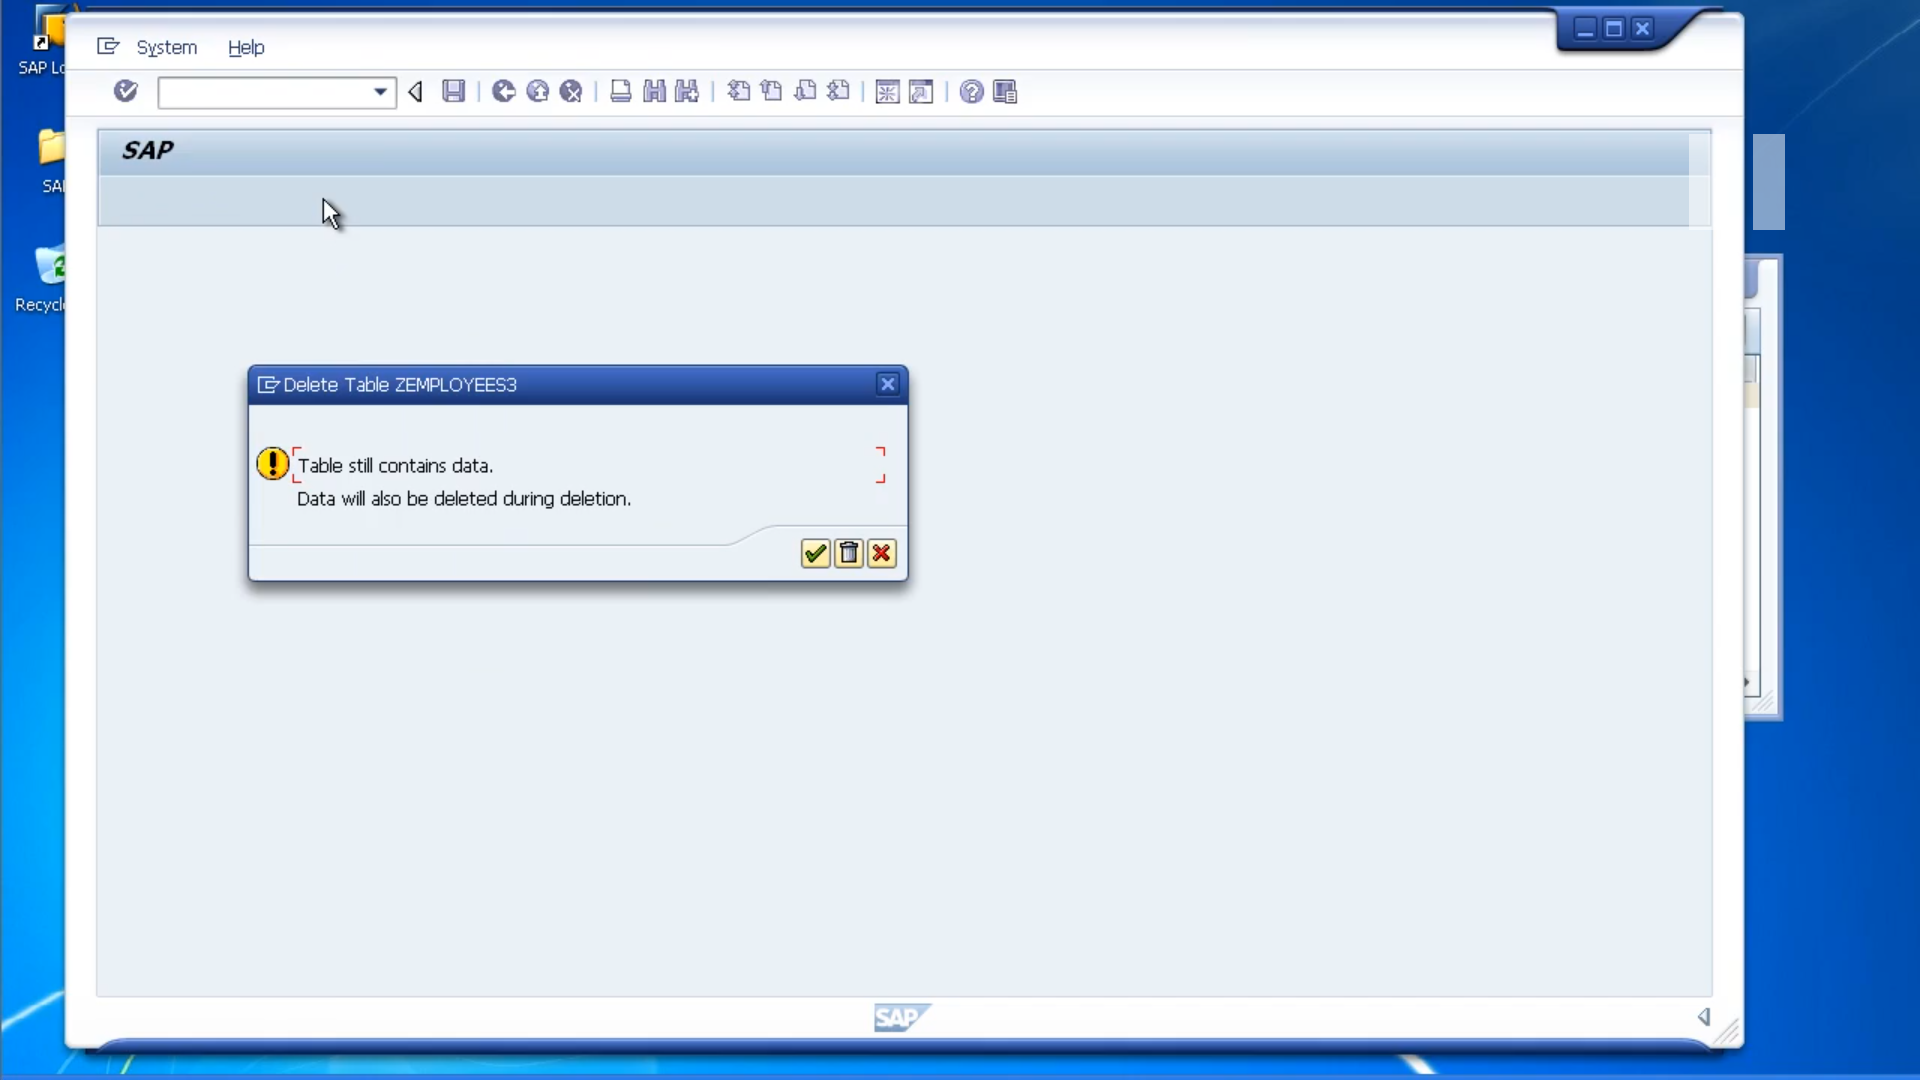 System Help
SAP Lo
SAP
SA
Recycl
Delete Table ZEMPLOYEES3
Table still contains data.
Data will also be deleted during deletion.
SAP